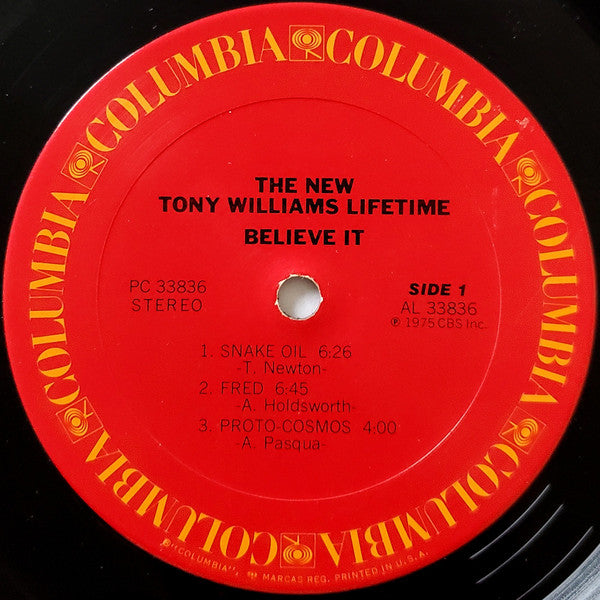 COLUMBIA COLUMBIA COLUMBIA COLUMBIA COLUMBIA COLUMBIA
THE NEW
TONY WILLIAMS LIFETIME
BELIEVE IT
PC 33836
STEREO
SIDE 1
AL 33836
℗ 1975 CBS Inc.
1. SNAKE OIL 6:26
-T. Newton-
2. FRED 6:45
-A. Holdsworth-
3. PROTO-COSMOS 4:00
-A. Pasqua-
"COLUMBIA", MARCAS REG. PRINTED IN U.S.A.